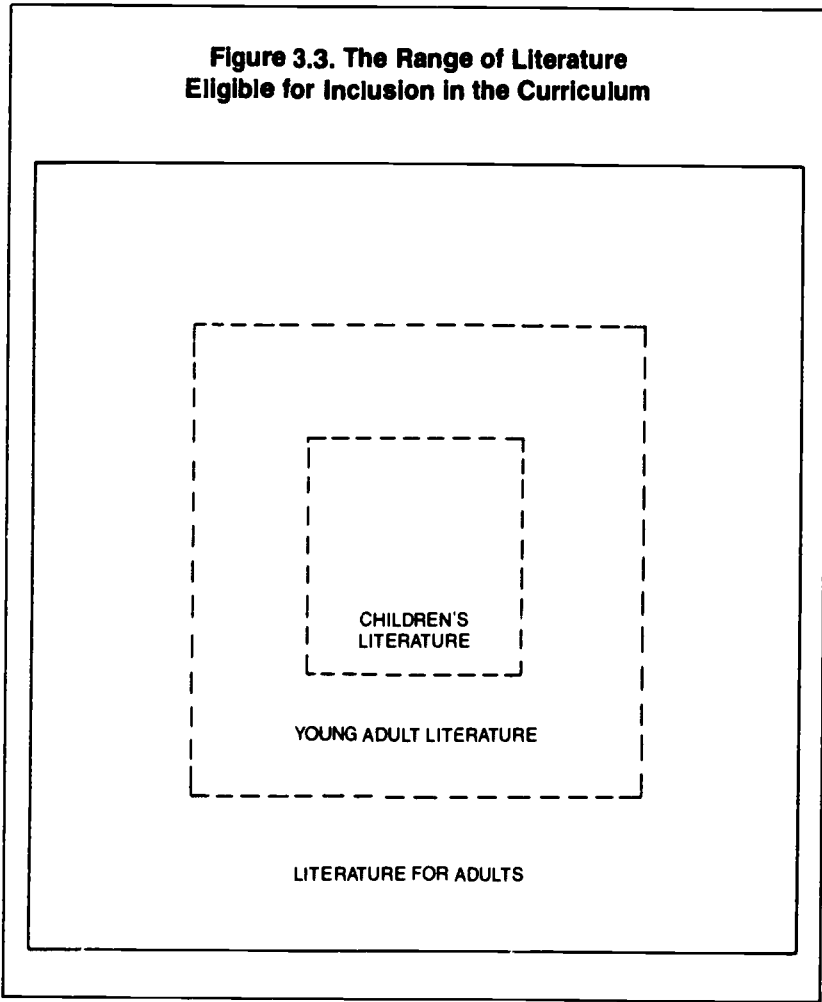 Figure 3.3. The Range of Literature
Eligible for Inclusion in the Curriculum
CHILDREN'S
LITERATURE
YOUNG ADULT LITERATURE
LITERATURE FOR ADULTS